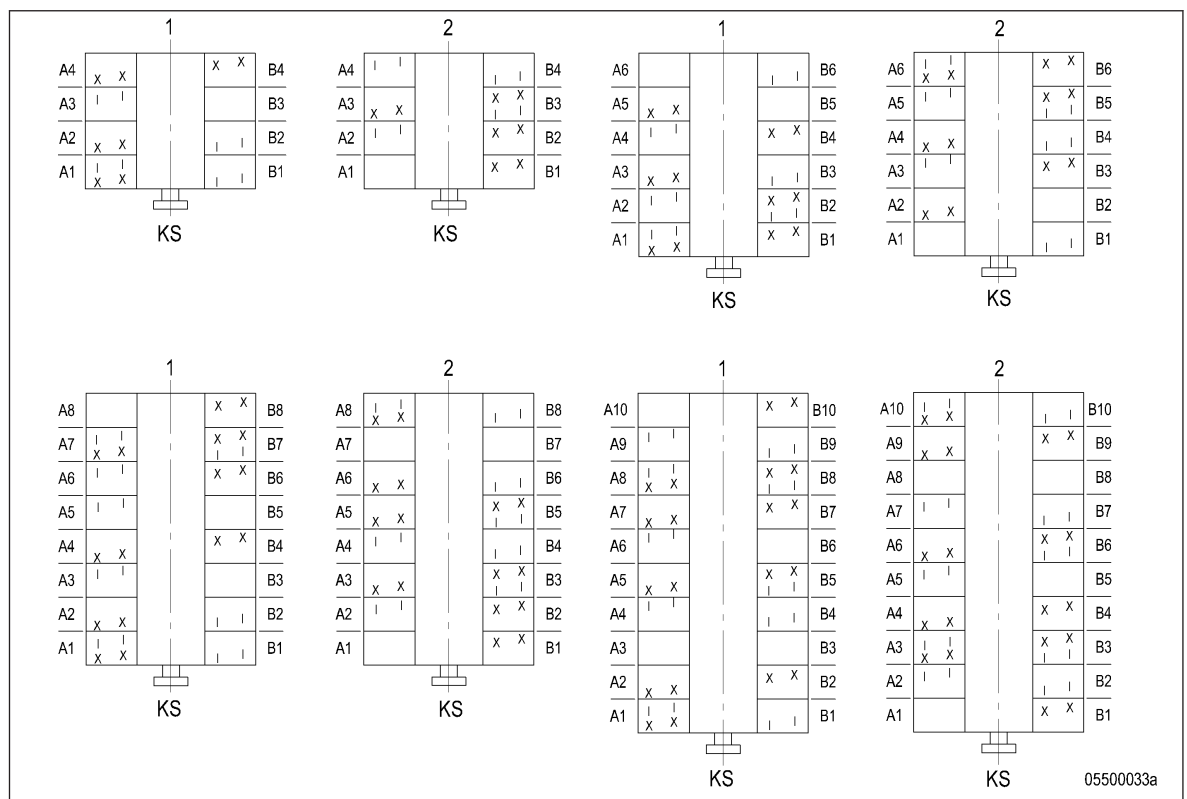 1
A4 B4
A3 B3
A2 B2
A1 B1
KS
2
A4 B4
A3 B3
A2 B2
A1 B1
KS
1
A6 B6
A5 B5
A4 B4
A3 B3
A2 B2
A1 B1
KS
2
A6 B6
A5 B5
A4 B4
A3 B3
A2 B2
A1 B1
KS
1
A8 B8
A7 B7
A6 B6
A5 B5
A4 B4
A3 B3
A2 B2
A1 B1
KS
2
A8 B8
A7 B7
A6 B6
A5 B5
A4 B4
A3 B3
A2 B2
A1 B1
KS
1
A10 B10
A9 B9
A8 B8
A7 B7
A6 B6
A5 B5
A4 B4
A3 B3
A2 B2
A1 B1
KS
2
A10 B10
A9 B9
A8 B8
A7 B7
A6 B6
A5 B5
A4 B4
A3 B3
A2 B2
A1 B1
KS
05500033a